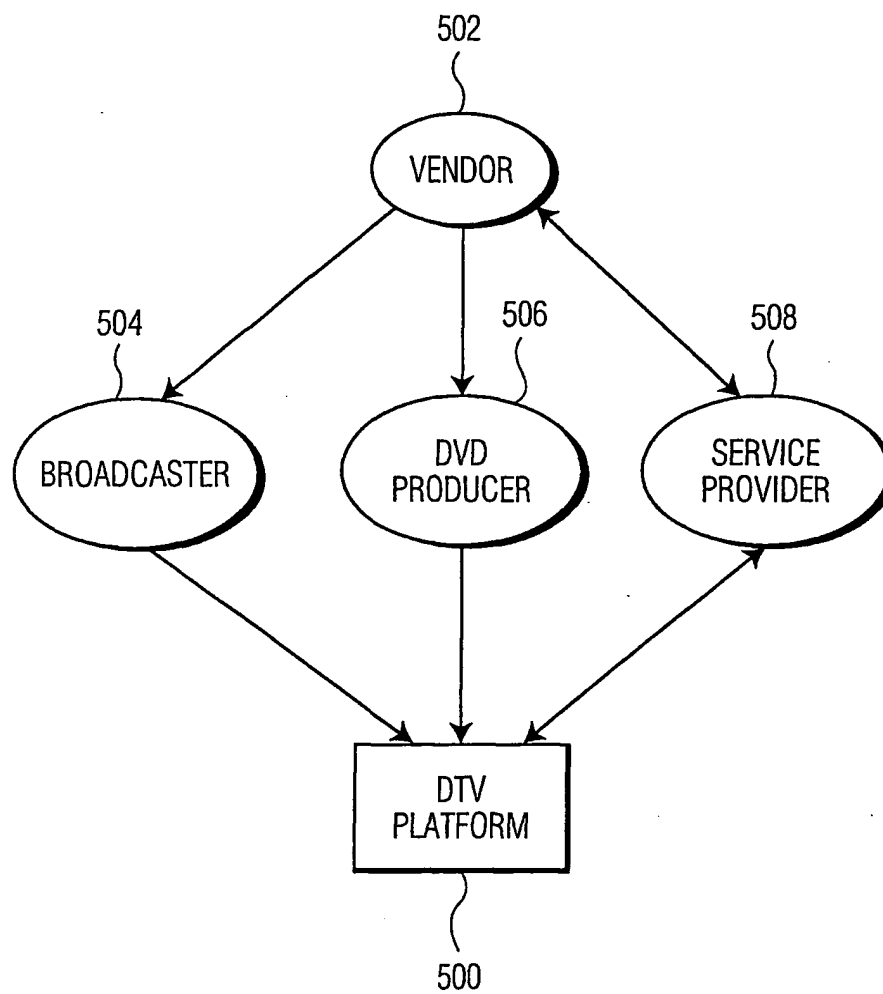 502
VENDOR
504
506
508
BROADCASTER
DVD
PRODUCER
SERVICE
PROVIDER
DTV
PLATFORM
500